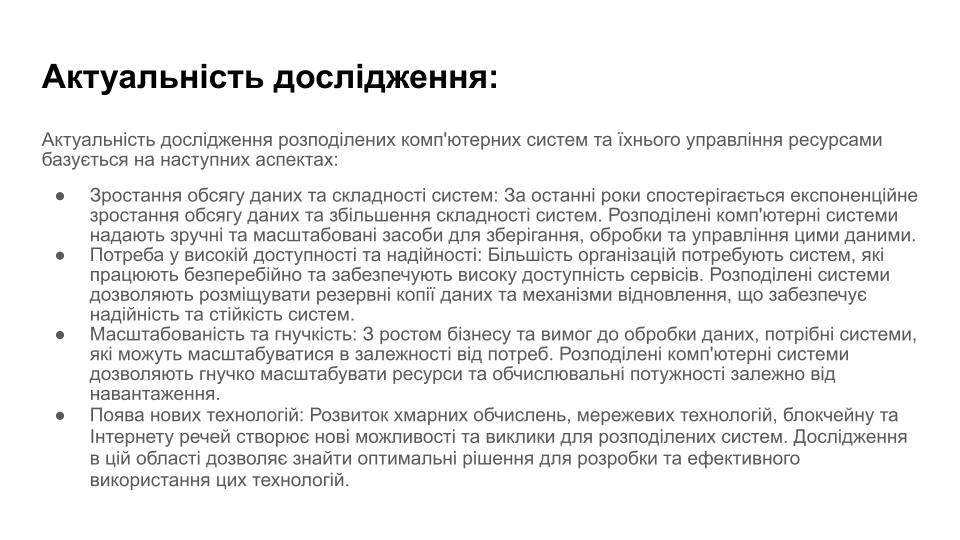 Актуальність дослідження:
Актуальність дослідження розподілених комп'ютерних систем та їхнього управління ресурсами
базується на наступних аспектах:
● Зростання обсягу даних та складності систем: За останні роки спостерігається експоненційне
зростання обсягу даних та збільшення складності систем. Розподілені комп'ютерні системи
надають зручні та масштабовані засоби для зберігання, обробки та управління цими даними.
● Потреба у високій доступності та надійності: Більшість організацій потребують систем, які
працюють безперебійно та забезпечують високу доступність сервісів. Розподілені системи
дозволяють розміщувати резервні копії даних та механізми відновлення, що забезпечує
надійність та стійкість систем.
● Масштабованість та гнучкість: З ростом бізнесу та вимог до обробки даних, потрібні системи,
які можуть масштабуватися в залежності від потреб. Розподілені комп'ютерні системи
дозволяють гнучко масштабувати ресурси та обчислювальні потужності залежно від
навантаження.
● Поява нових технологій: Розвиток хмарних обчислень, мережевих технологій, блокчейну та
Інтернету речей створює нові можливості та виклики для розподілених систем. Дослідження
в цій області дозволяє знайти оптимальні рішення для розробки та ефективного
використання цих технологій.